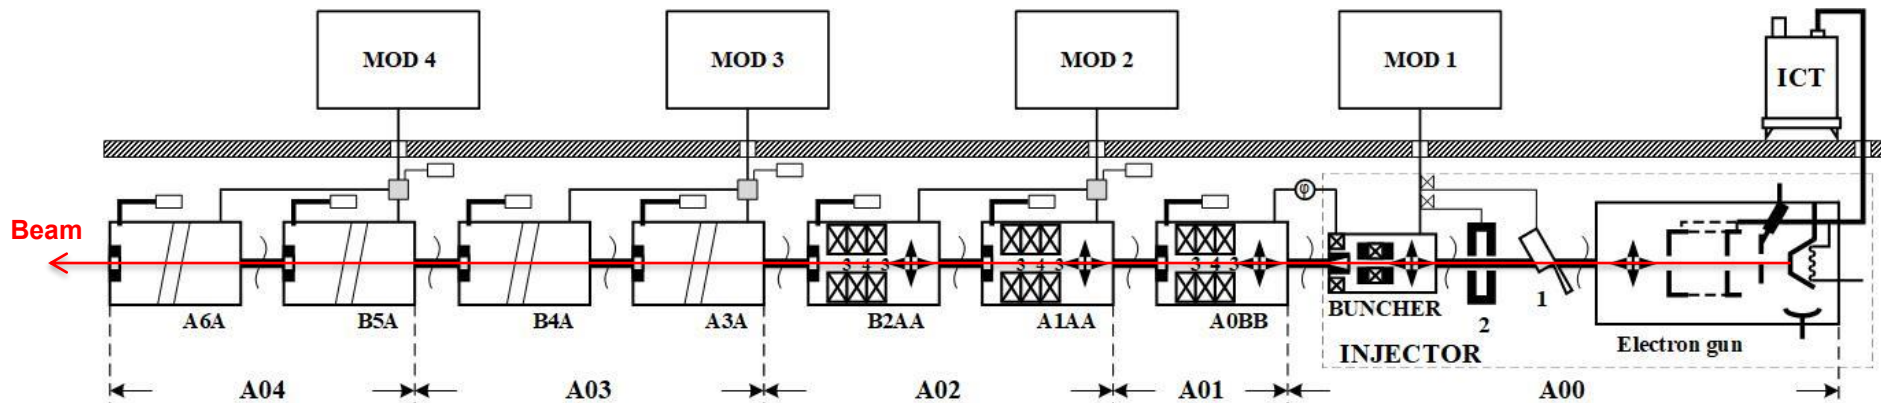 MOD 4
MOD 3
MOD 2
MOD 1
ICT
φ
Beam
3 4 3
3 4 3
3 4 3
A6A
B5A
B4A
A3A
B2AA
A1AA
A0BB
BUNCHER
2
1
Electron gun
INJECTOR
A04
A03
A02
A01
A00